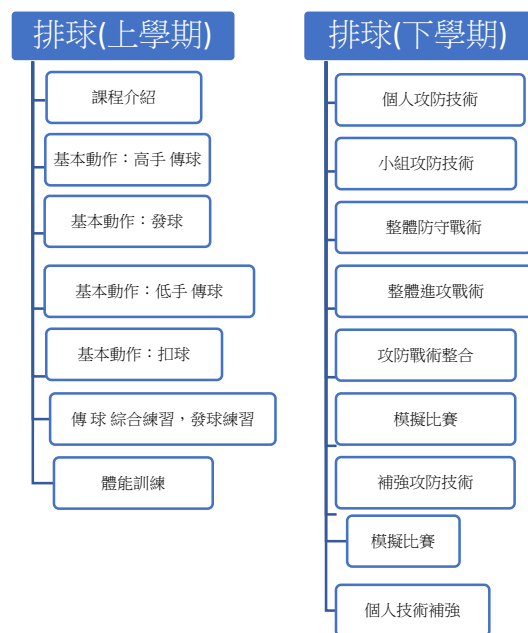 排球(上學期)
課程介紹
基本動作：高手 傳球
基本動作：發球
基本動作：低手 傳球
基本動作：扣球
傳 球 綜合練習，發球練習
體能訓練
排球(下學期)
個人攻防技術
小組攻防技術
整體防守戰術
整體進攻戰術
攻防戰術整合
模擬比賽
補強攻防技術
模擬比賽
個人技術補強